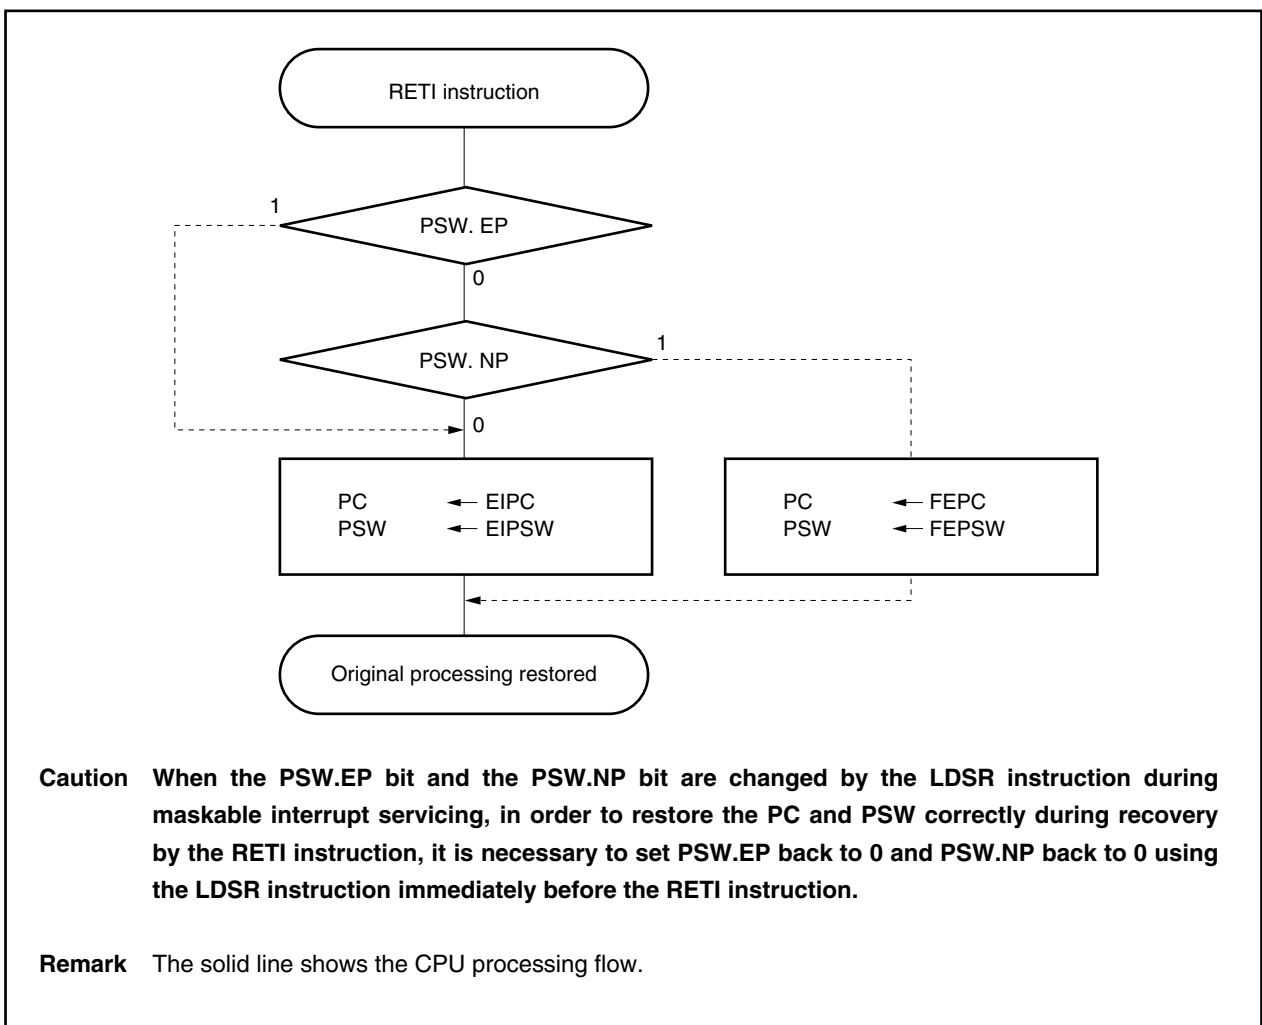 RETI instruction
1
PSW. EP
0
1
PSW. NP
0
PC ← EIPC
PSW ← EIPSW
PC ← FEPC
PSW ← FEPSW
Original processing restored
Caution When the PSW.EP bit and the PSW.NP bit are changed by the LDSR instruction during
maskable interrupt servicing, in order to restore the PC and PSW correctly during recovery
by the RETI instruction, it is necessary to set PSW.EP back to 0 and PSW.NP back to 0 using
the LDSR instruction immediately before the RETI instruction.
Remark The solid line shows the CPU processing flow.